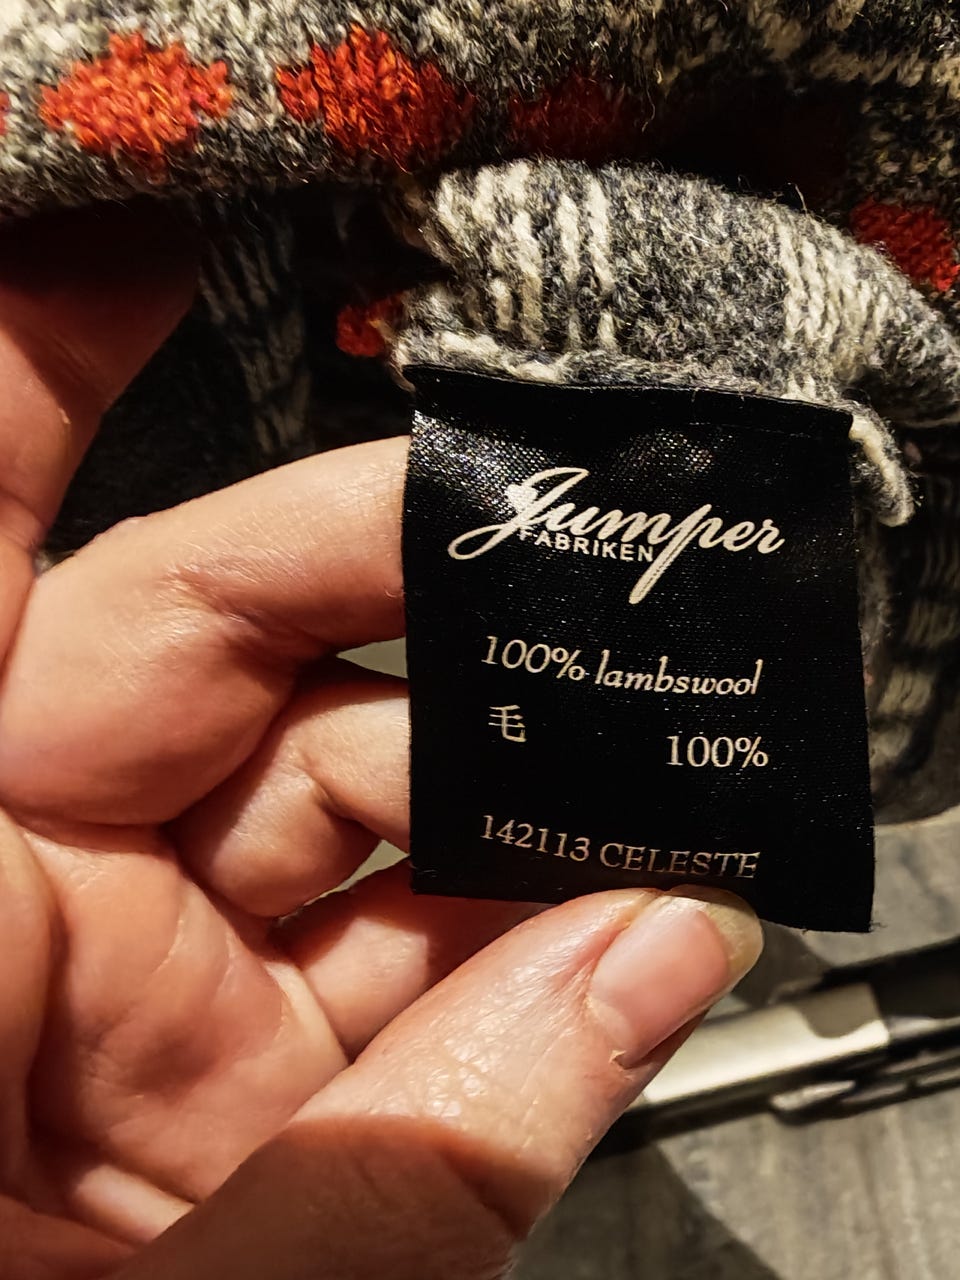 Jumper
FABRIKEN
100% lambswool
毛 100%
142113 CELESTE